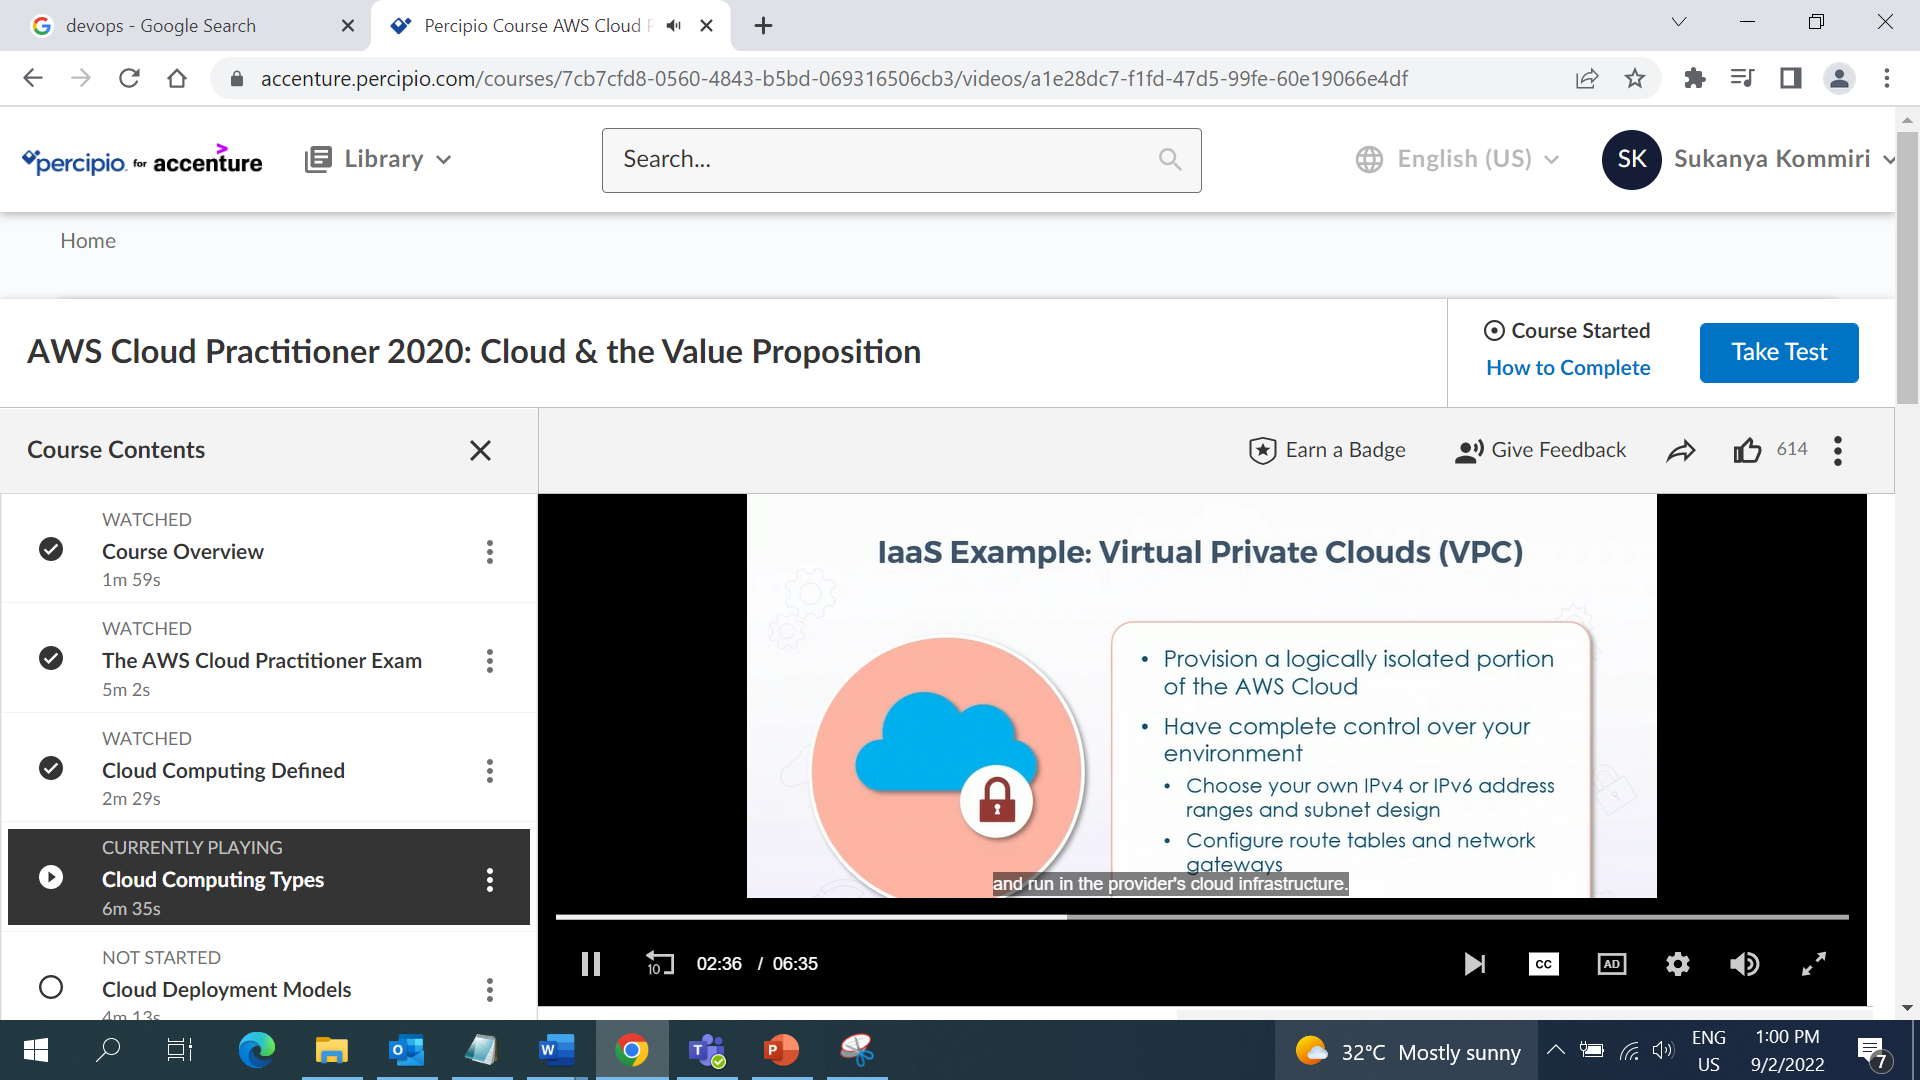 devops - Google Search
Percipio Course AWS Cloud
accenture.percipio.com/courses/7cb7cfd8-0560-4843-b5bd-069316506cb3/videos/a1e28dc7-f1fd-47d5-99fe-60e19066e4df
percipio. for accenture
Library
Search...
English (US)
SK
Sukanya Kommiri
Home
AWS Cloud Practitioner 2020: Cloud & the Value Proposition
Course Started
How to Complete
Take Test
Course Contents
Earn a Badge
Give Feedback
614
WATCHED
Course Overview
1m 59s
WATCHED
The AWS Cloud Practitioner Exam
5m 2s
WATCHED
Cloud Computing Defined
2m 29s
CURRENTLY PLAYING
Cloud Computing Types
6m 35s
NOT STARTED
Cloud Deployment Models
4m 13s
IaaS Example: Virtual Private Clouds (VPC)
• Provision a logically isolated portion
of the AWS Cloud
• Have complete control over your
environment
• Choose your own IPv4 or IPv6 address
ranges and subnet design
• Configure route tables and network
gateways
and run in the provider's cloud infrastructure.
10
02:36 / 06:35
CC
AD
32°C Mostly sunny
ENG
US
1:00 PM
9/2/2022
7